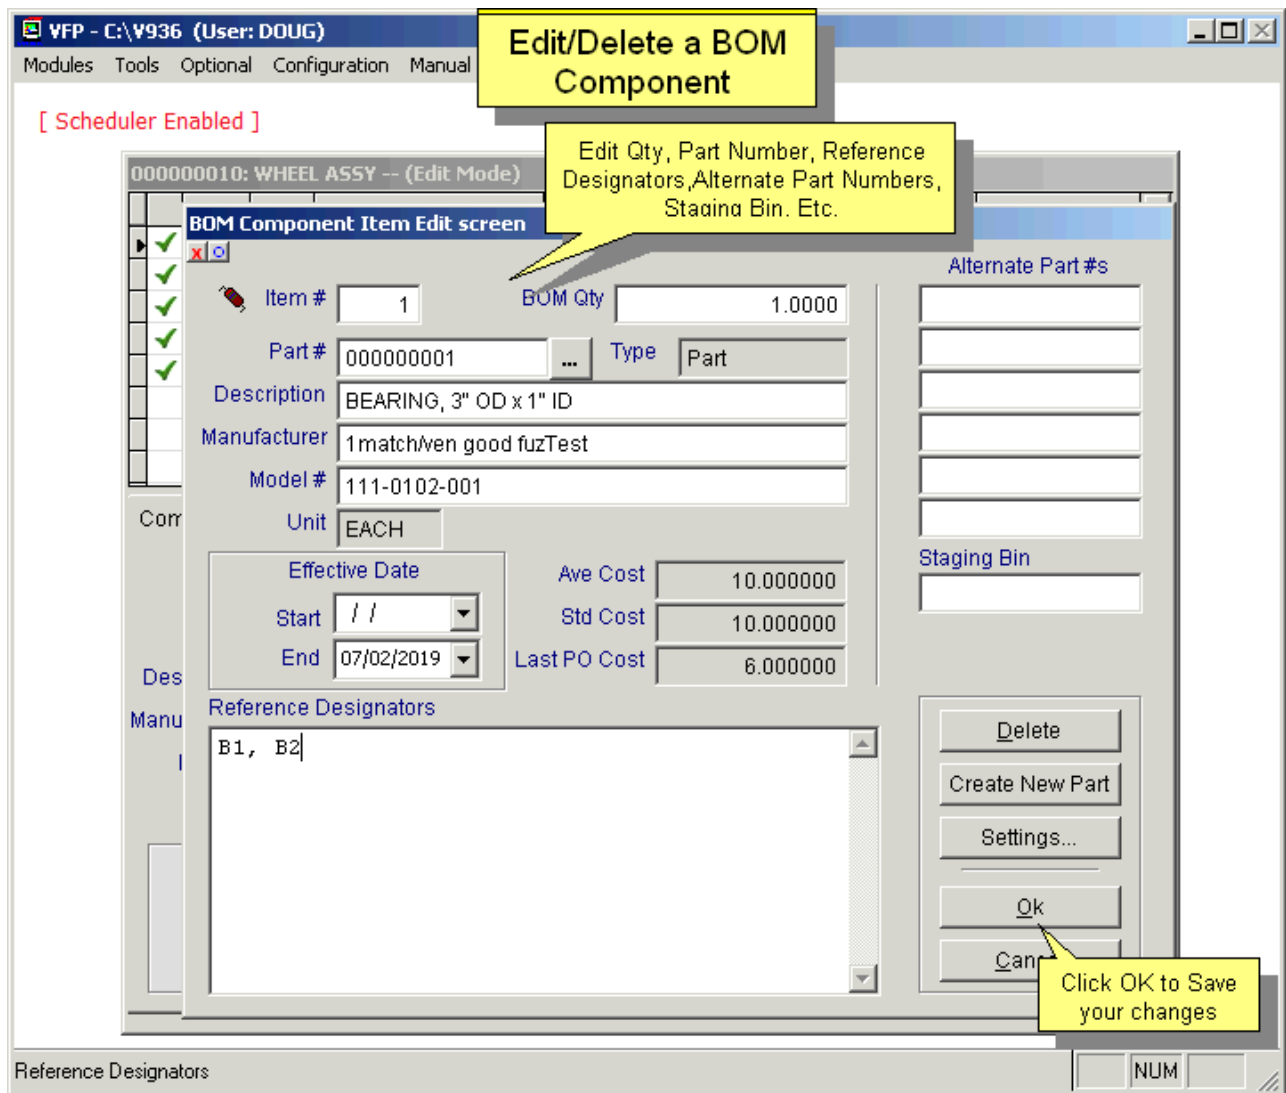 VFP - C:\V936 (User: DOUG)
Edit/Delete a BOM
Component
Modules Tools Optional Configuration Manual
[ Scheduler Enabled ]
Edit Qty, Part Number, Reference
Designators,Alternate Part Numbers,
Staging Bin. Etc.
000000010: WHEEL ASSY -- (Edit Mode)
BOM Component Item Edit screen
Alternate Part #s
Item # 1 BOM Qty 1.0000
Part # 000000001 ... Type Part
Description BEARING, 3" OD x 1" ID
Manufacturer 1match/ven good fuzTest
Model # 111-0102-001
Unit EACH
Com
Effective Date
Start / /
End 07/02/2019
Ave Cost 10.000000
Std Cost 10.000000
Last PO Cost 6.000000
Staging Bin
Des
Manu
Reference Designators
B1, B2
Delete
Create New Part
Settings...
Ok
Can
Click OK to Save
your changes
Reference Designators
NUM